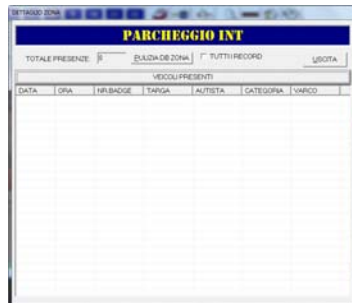 DETTAGLIO ZONA
PARCHEGGIO INT
TOTALE PRESENZE PULIZIA DB ZONA TUTTI I RECORD USCITA
VEICOLI PRESENTI
DATA ORA NR.BADGE TARGA AUTISTA CATEGORIA VARCO